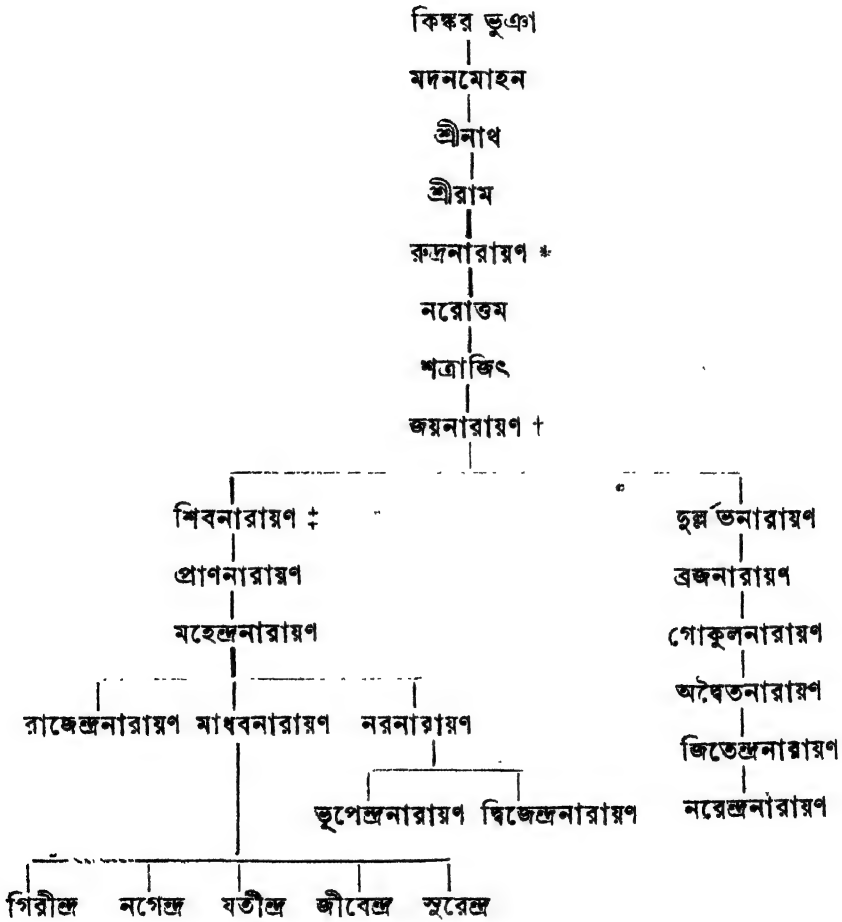 কিঙ্কর ভুঞা
মদনমোহন
শ্রীনাথ
শ্রীরাম
রুদ্রনারায়ণ *
নরোত্তম
শত্রাজিৎ
জয়নারায়ণ †
শিবনারায়ণ ‡ দুর্ল্লভনারায়ণ
প্রাণনারায়ণ ব্রজনারায়ণ
মহেন্দ্রনারায়ণ গোকুলনারায়ণ
অদ্বৈতনারায়ণ
রাজেন্দ্রনারায়ণ মাধবনারায়ণ নরনারায়ণ
জিতেন্দ্রনারায়ণ
ভূপেন্দ্রনারায়ণ দ্বিজেন্দ্রনারায়ণ নরেন্দ্রনারায়ণ
গিরীন্দ্র নগেন্দ্র যতীন্দ্র জীবেন্দ্র সুরেন্দ্র